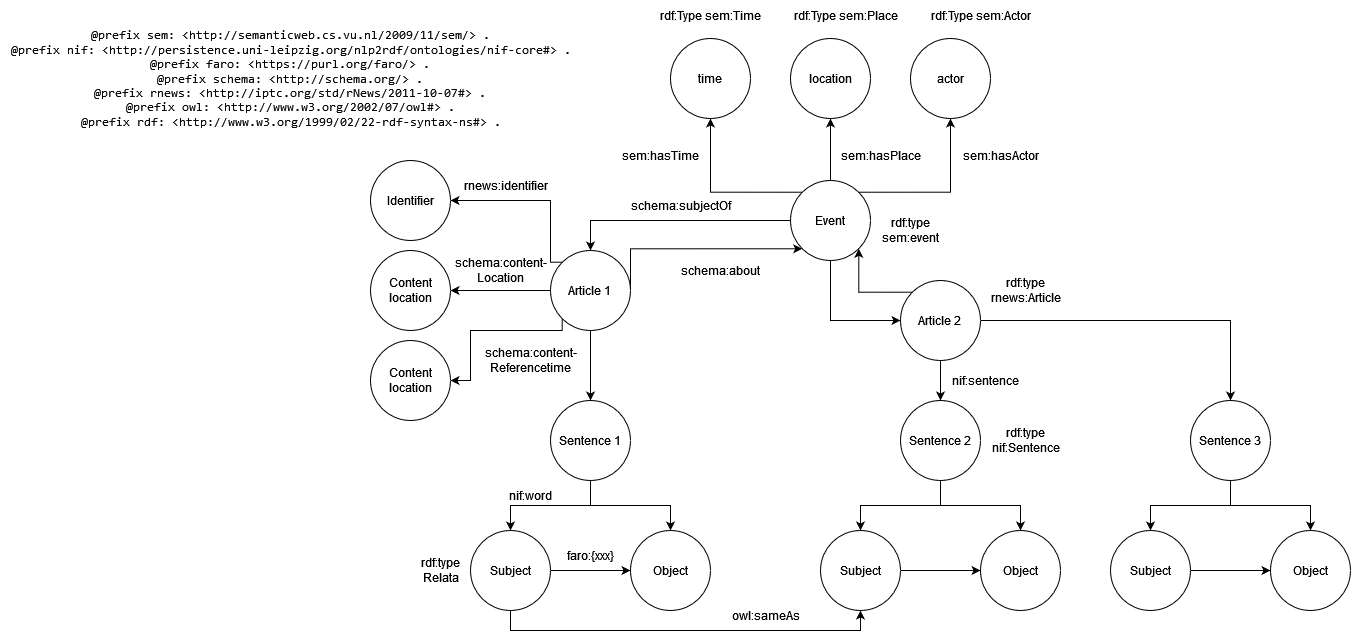 @prefix sem: <http://semanticweb.cs.vu.nl/2009/11/sem/> .
@prefix nif: <http://persistence.uni-leipzig.org/nlp2rdf/ontologies/nif-core#> .
@prefix faro: <https://purl.org/faro/> .
@prefix schema: <http://schema.org/> .
@prefix rnews: <http://iptc.org/std/rNews/2011-10-07#> .
@prefix owl: <http://www.w3.org/2002/07/owl#> .
@prefix rdf: <http://www.w3.org/1999/02/22-rdf-syntax-ns#> .
rdf:Type sem:Time
rdf:Type sem:Place
rdf:Type sem:Actor
time
location
actor
sem:hasTime
sem:hasPlace
sem:hasActor
Identifier
rnews:identifier
schema:subjectOf
Event
rdf:type
sem:event
schema:content-
Location
Content
location
Article 1
schema:about
Article 2
rdf:type
rnews:Article
Content
location
schema:content-
Referencetime
nif:sentence
Sentence 1
Sentence 2
rdf:type
nif:Sentence
Sentence 3
nif:word
rdf:type
Relata
Subject
faro:{xxx}
Object
Subject
Object
Subject
Object
owl:sameAs